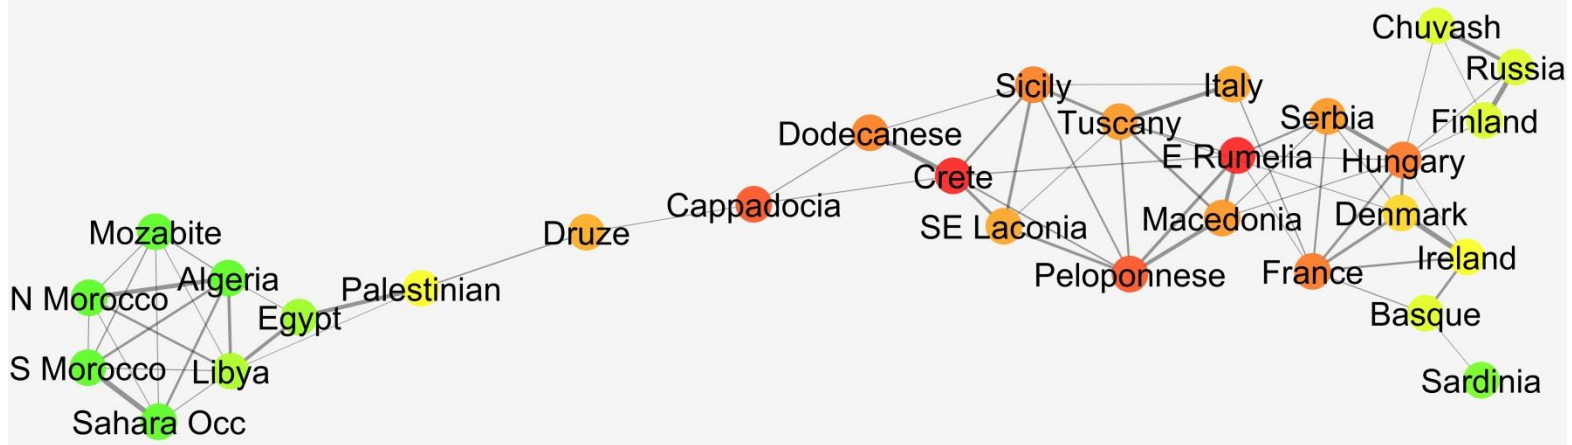 Chuvash
Russia
Sicily
Italy
Tuscany
Serbia
Finland
Dodecanese
E Rumelia
Hungary
Crete
Cappadocia
SE Laconia
Macedonia
Denmark
Mozabite
Druze
Peloponnese
France
Ireland
Algeria
N Morocco
Palestinian
Egypt
Basque
S Morocco
Libya
Sardinia
Sahara Occ